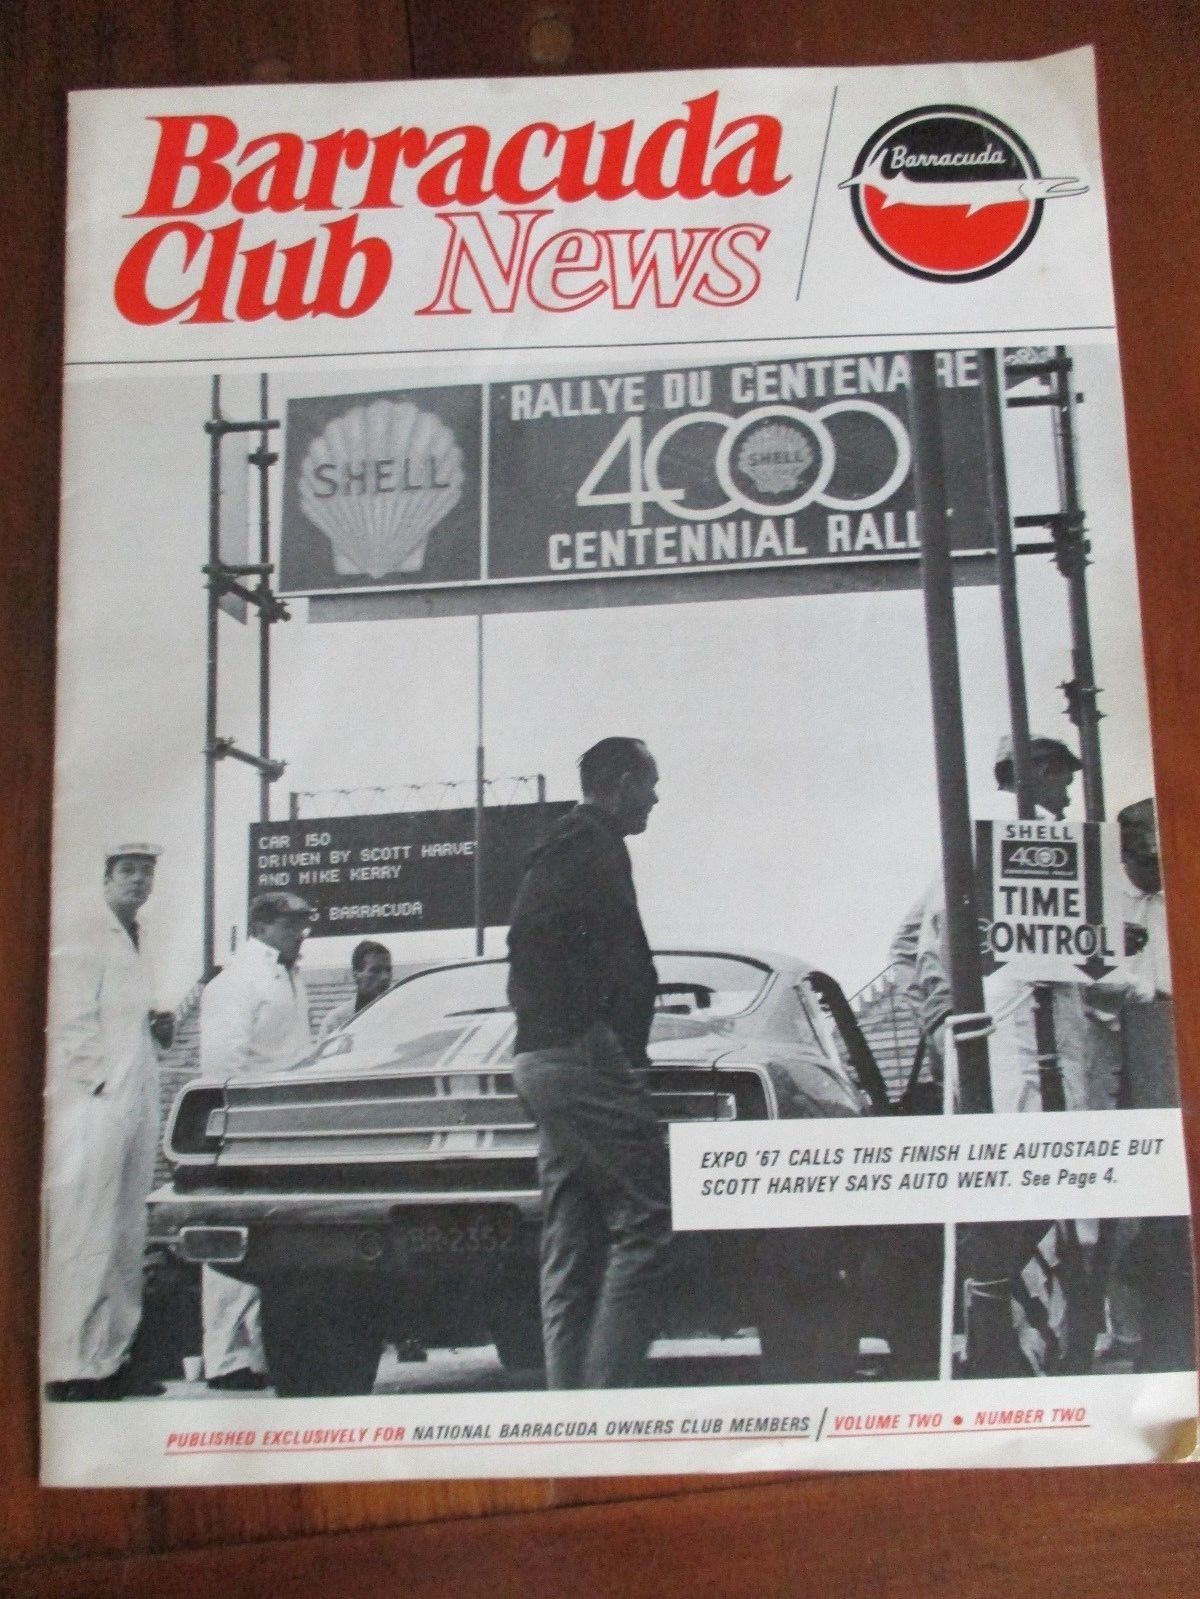 Barracuda
Club News
Barracuda
SHELL
RALLYE DU CENTENA RE
4000
SHELL
CENTENNIAL RALL
CAR 150
DRIVEN BY SCOTT HARVEY
AND MIKE KERRY
BARRACUDA
SHELL
4000
TIME
CONTROL
EXPO '67 CALLS THIS FINISH LINE AUTOSTADE BUT
SCOTT HARVEY SAYS AUTO WENT. See Page 4.
BR-2352
PUBLISHED EXCLUSIVELY FOR NATIONAL BARRACUDA OWNERS CLUB MEMBERS / VOLUME TWO • NUMBER TWO